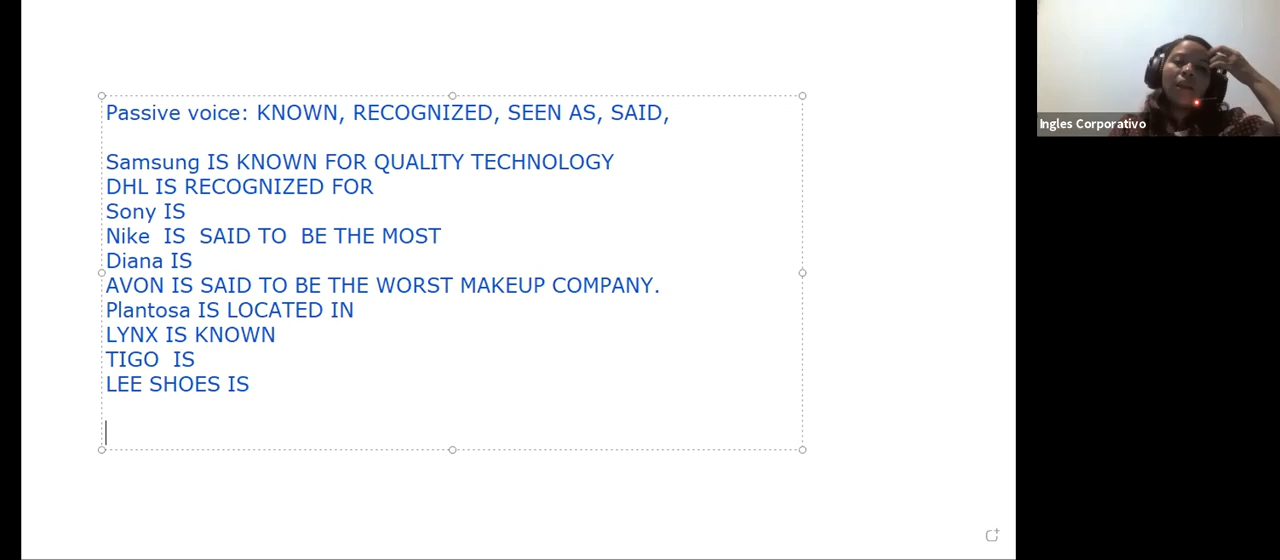 Passive voice: KNOWN, RECOGNIZED, SEEN AS, SAID,
Samsung IS KNOWN FOR QUALITY TECHNOLOGY
DHL IS RECOGNIZED FOR
Sony IS
Nike  IS  SAID TO  BE THE MOST
Diana IS
AVON IS SAID TO BE THE WORST MAKEUP COMPANY.
Plantosa IS LOCATED IN
LYNX IS KNOWN
TIGO  IS
LEE SHOES IS
Ingles Corporativo